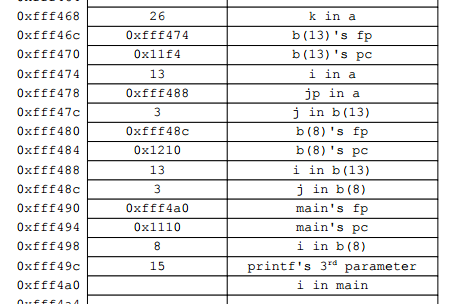 0xfff468 26 k in a
0xfff46c 0xfff474 b(13)'s fp
0xfff470 0x11f4 b(13)'s pc
0xfff474 13 i in a
0xfff478 0xfff488 jp in a
0xfff47c 3 j in b(13)
0xfff480 0xfff48c b(8)'s fp
0xfff484 0x1210 b(8)'s pc
0xfff488 13 i in b(13)
0xfff48c 3 j in b(8)
0xfff490 0xfff4a0 main's fp
0xfff494 0x1110 main's pc
0xfff498 8 i in b(8)
0xfff49c 15 printf's 3rd parameter
0xfff4a0 i in main